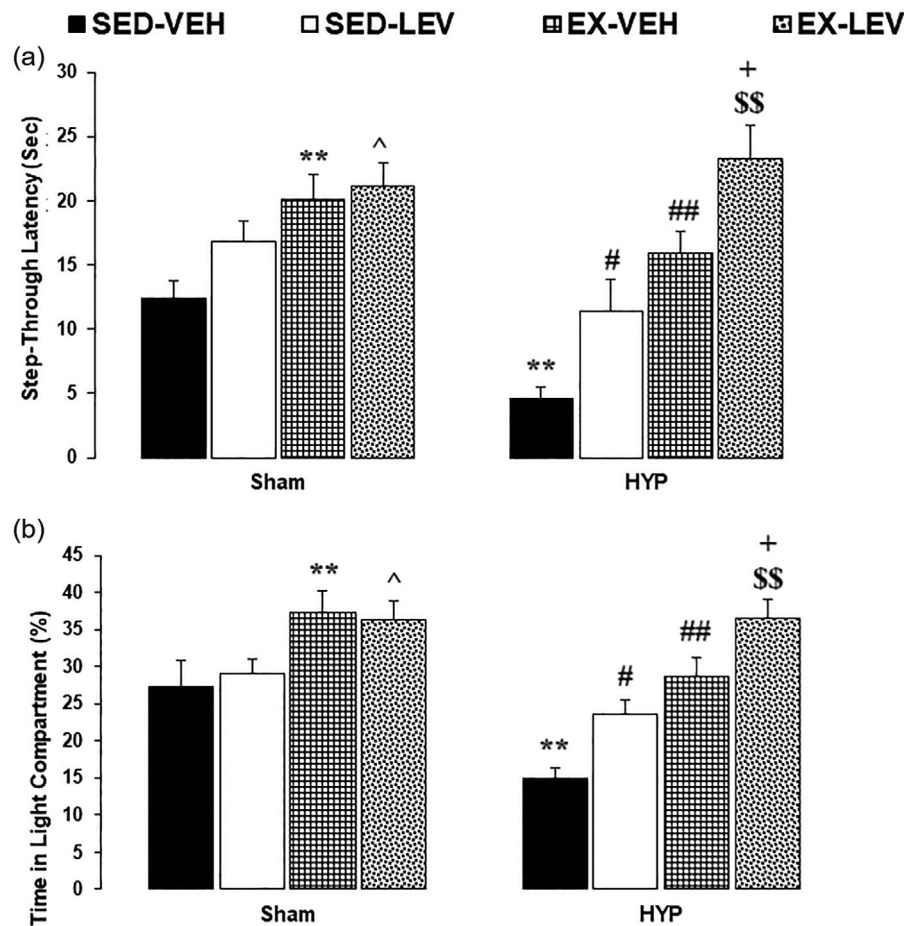 SED-VEH SED-LEV EX-VEH EX-LEV
(a)
Step-Through Latency (Sec)
30
25
20
15
10
5
0
** ^
** # ## $$ +
Sham HYP
(b)
Time in Light Compartment (%)
45
40
35
30
25
20
15
10
5
0
** ^
** # ## $$ +
Sham HYP